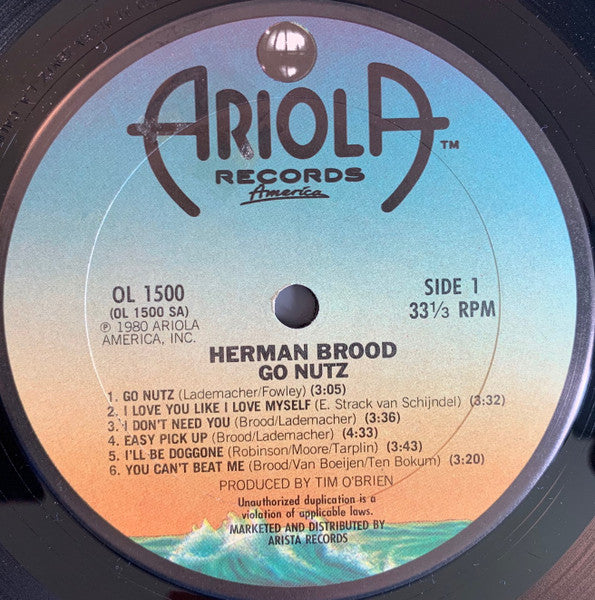 ARIOLA™
RECORDS
America
OL 1500
(OL 1500 SA)
℗ 1980 ARIOLA
AMERICA, INC.
SIDE 1
33⅓ RPM
HERMAN BROOD
GO NUTZ
1. GO NUTZ (Lademacher/Fowley) (3:05)
2. I LOVE YOU LIKE I LOVE MYSELF (E. Strack van Schijndel) (3:32)
3. I DON'T NEED YOU (Brood/Lademacher) (3:36)
4. EASY PICK UP (Brood/Lademacher) (4:33)
5. I'LL BE DOGGONE (Robinson/Moore/Tarplin) (3:43)
6. YOU CAN'T BEAT ME (Brood/Van Boeijen/Ten Bokum) (3:20)
PRODUCED BY TIM O'BRIEN
Unauthorized duplication is a
violation of applicable laws.
MARKETED AND DISTRIBUTED BY
ARISTA RECORDS